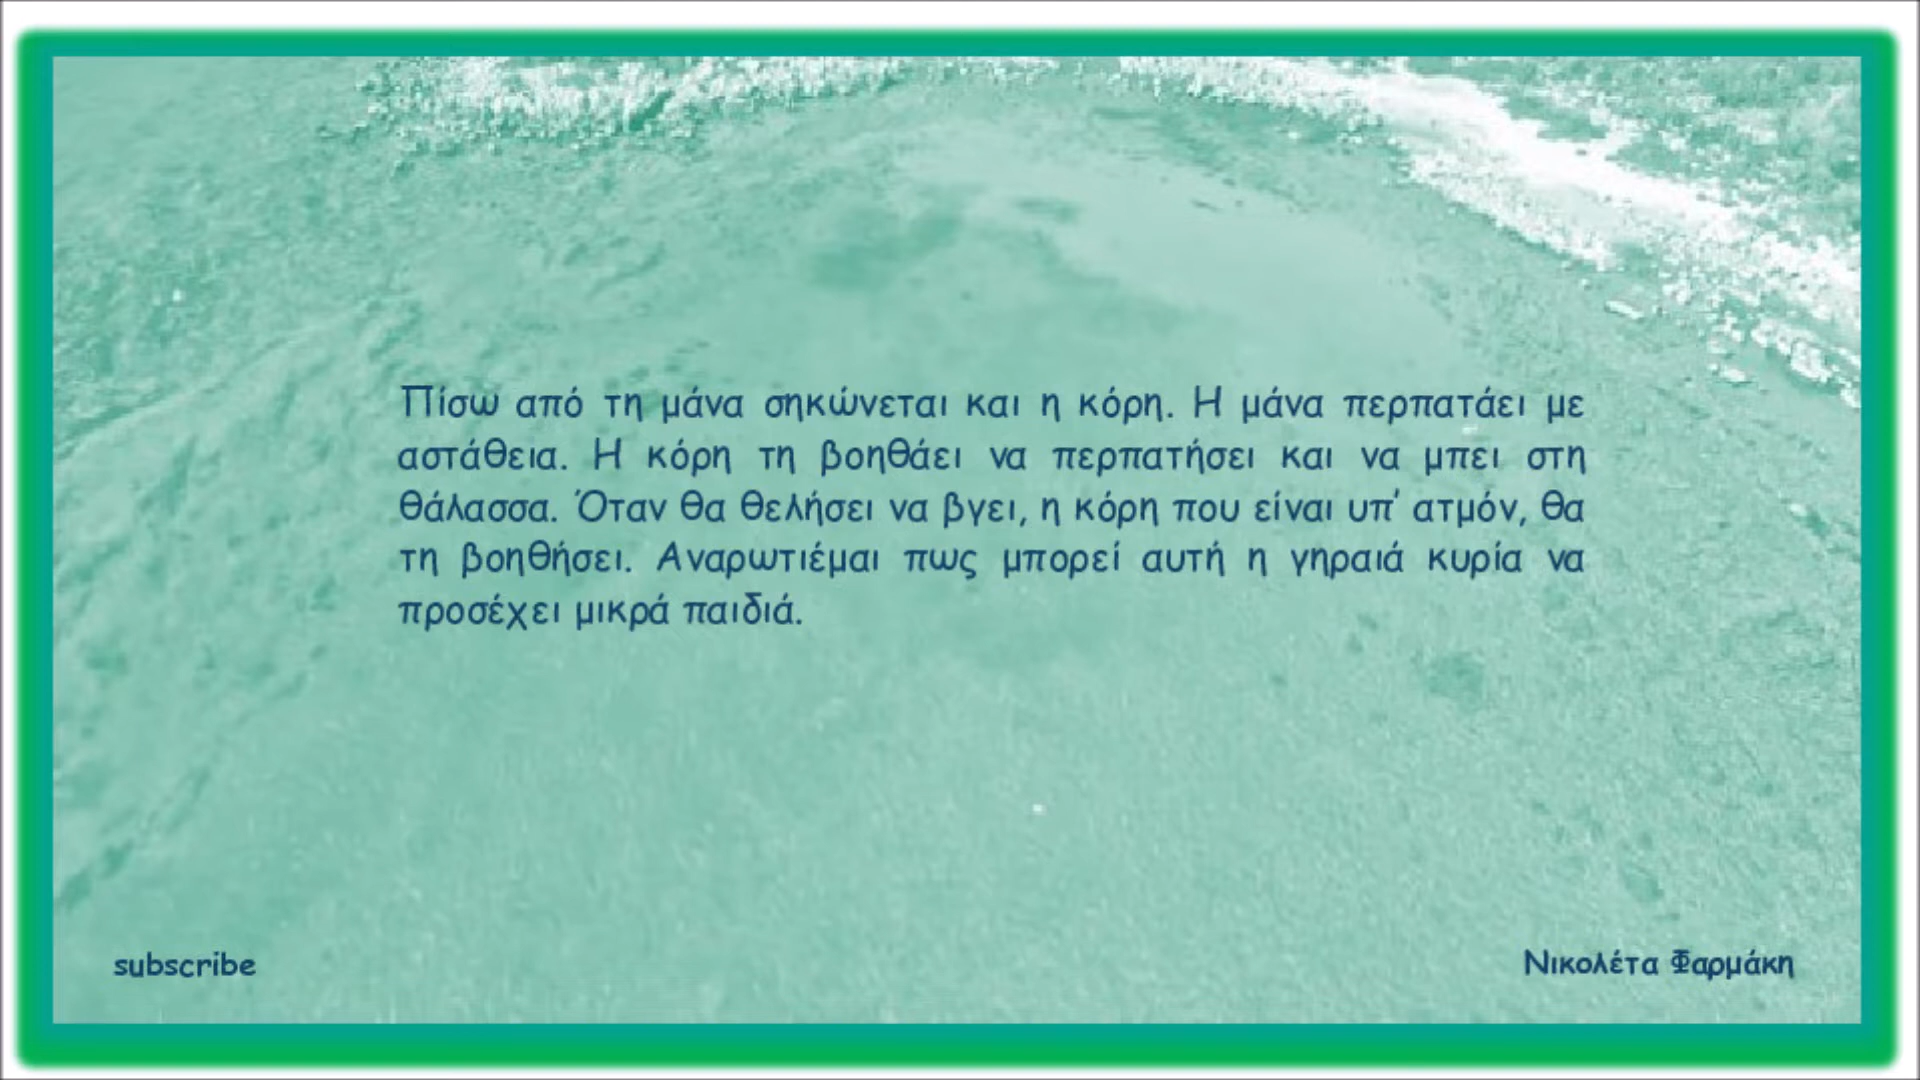 Πίσω από τη μάνα σηκώνεται και η κόρη. Η μάνα περπατάει με
αστάθεια. Η κόρη τη βοηθάει να περπατήσει και να μπει στη
θάλασσα. Όταν θα θελήσει να βγει, η κόρη που είναι υπ' ατμόν, θα
τη βοηθήσει. Αναρωτιέμαι πως μπορεί αυτή η γηραιά κυρία να
προσέχει μικρά παιδιά.
subscribe
Νικολέτα Φαρμάκη